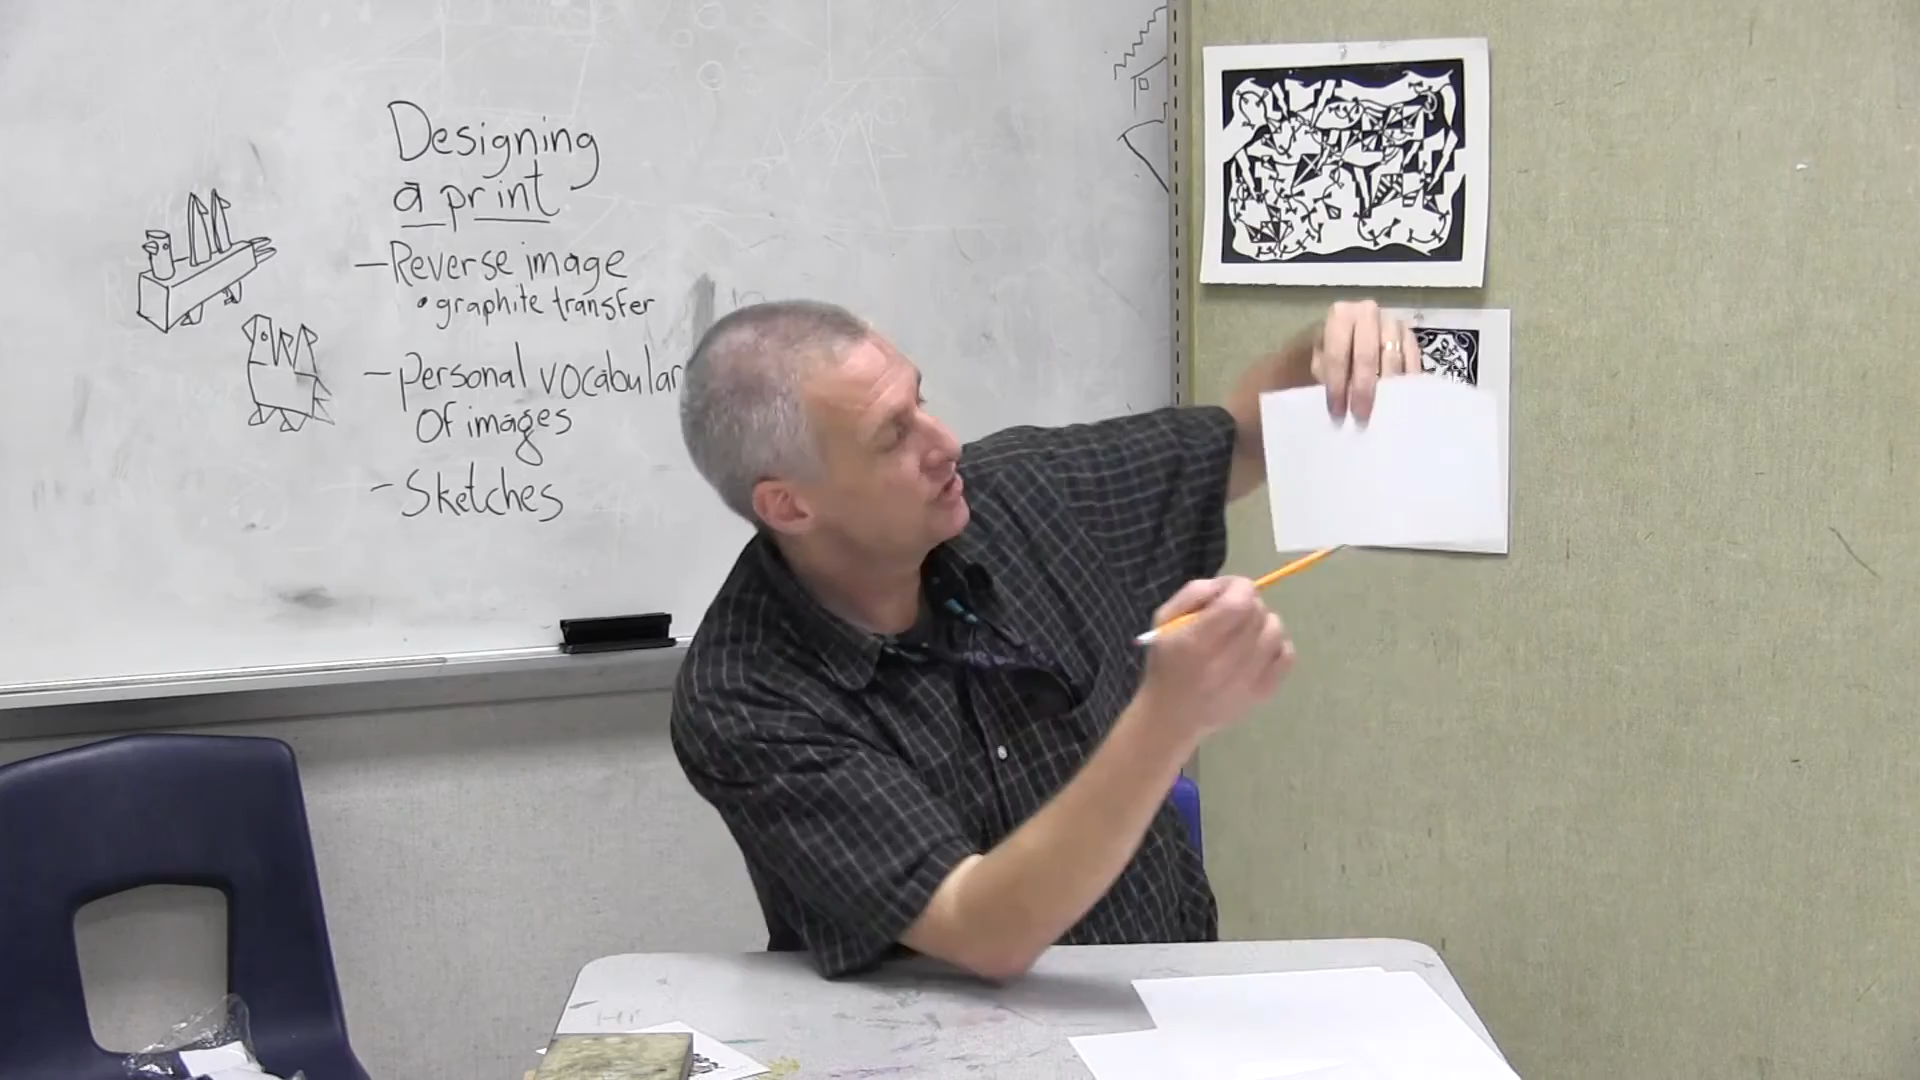 Designing
a print
- Reverse image
• graphite transfer
- personal vocabular
of images
- Sketches